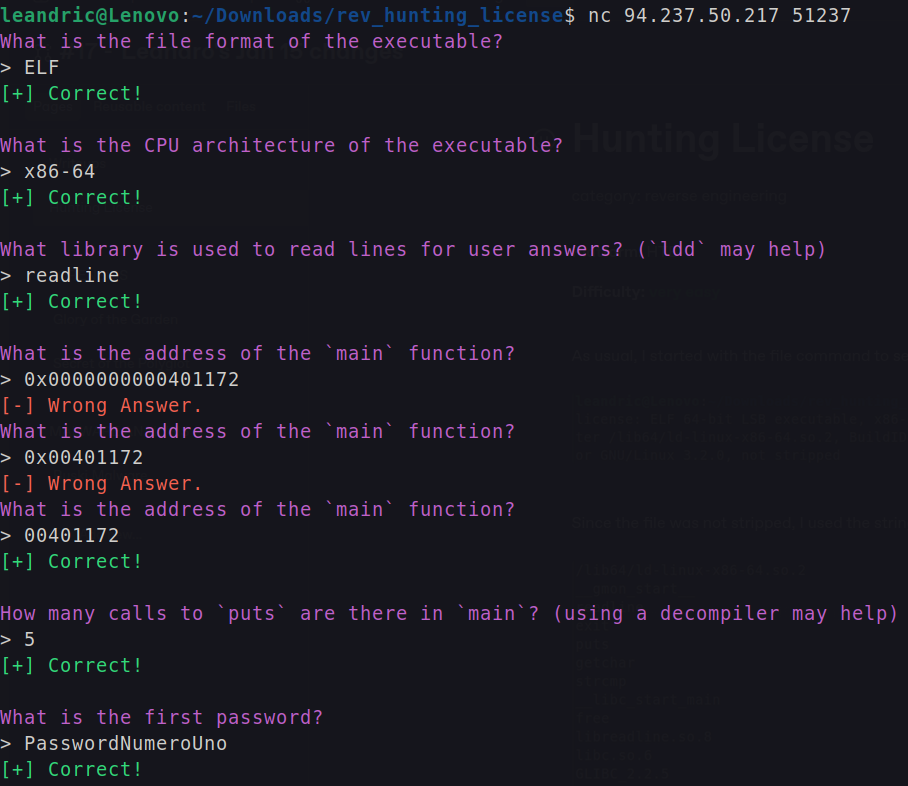 leandric@Lenovo:~/Downloads/rev_hunting_license$ nc 94.237.50.217 51237
What is the file format of the executable?
> ELF
[+] Correct!
What is the CPU architecture of the executable?
> x86-64
[+] Correct!
Hunting License
What library is used to read lines for user answers? (`ldd` may help)
> readline
[+] Correct!
Difficulty:
What is the address of the `main` function?
> 0x0000000000401172
[-] Wrong Answer.
What is the address of the `main` function?
> 0x00401172
[-] Wrong Answer.
What is the address of the `main` function?
> 00401172
[+] Correct!
How many calls to `puts` are there in `main`? (using a decompiler may help)
> 5
[+] Correct!
What is the first password?
> PasswordNumeroUno
[+] Correct!